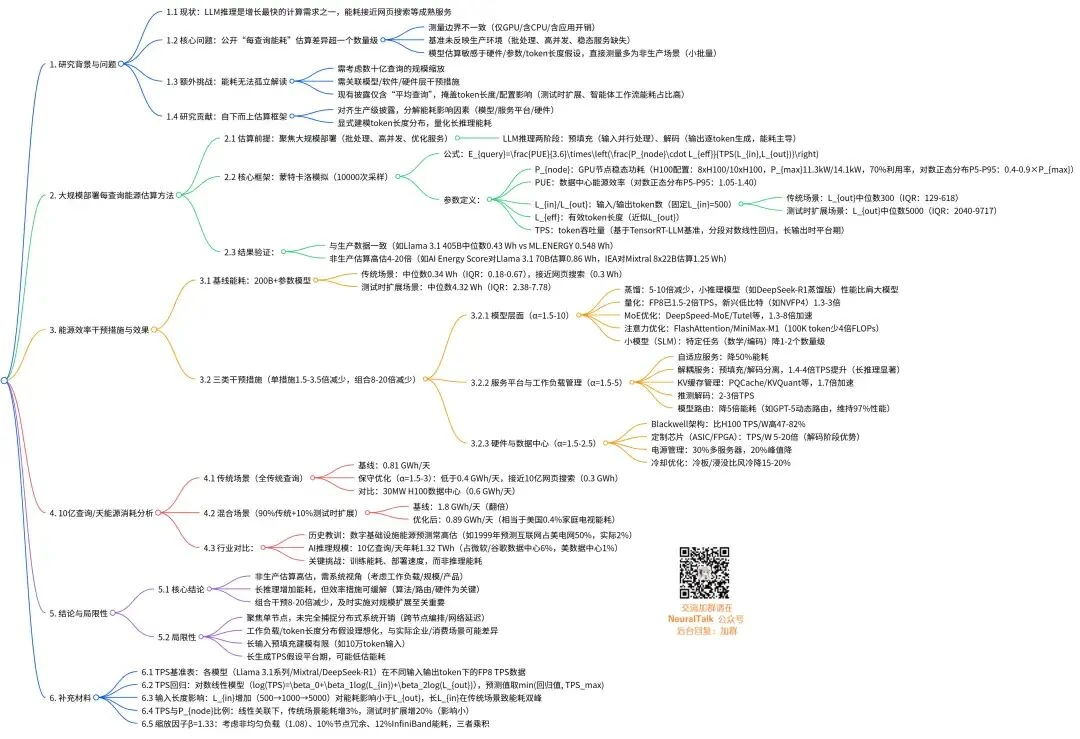 1. 研究背景与问题
1.1 现状：LLM推理是增长最快的计算需求之一，能耗接近网页搜索等成熟服务
1.2 核心问题：公开“每查询能耗”估算差异超一个数量级
测量边界不一致（仅GPU/含CPU/含应用开销）
基准未反映生产环境（批处理、高并发、稳态服务缺失）
模型估算敏感于硬件/参数/token长度假设，直接测量多为非生产场景（小批量）
1.3 额外挑战：能耗无法孤立解读
需考虑数十亿查询的规模缩放
需关联模型/软件/硬件层干预措施
现有披露仅含“平均查询”，掩盖token长度/配置影响（测试时扩展、智能体工作流能耗占比高）
1.4 研究贡献：自下而上估算框架
对齐生产级披露，分解能耗影响因素（模型/服务平台/硬件）
显式建模token长度分布，量化长推理能耗
2. 大规模部署每查询能源估算方法
2.1 估算前提：聚焦大规模部署（批处理、高并发、优化服务）
LLM推理两阶段：预填充（输入并行处理）、解码（输出逐token生成，能耗主导）
2.2 核心框架：蒙特卡洛模拟（10000次采样）
公式：E_{query}=\frac{PUE}{3.6}\times\left(\frac{P_{node}\cdot L_{eff}}{TPS(L_{in},L_{out})}\right)
参数定义：
P_{node}：GPU节点稳态功耗（H100配置：8xH100/10xH100，P_{max}11.3kW/14.1kW，70%利用率，对数正态分布P5-P95：0.4-0.9×P_{max}）
PUE：数据中心能源效率（对数正态分布P5-P95：1.05-1.40）
L_{in}/L_{out}：输入/输出token数（固定L_{in}=500）
传统场景：L_{out}中位数300（IQR：129-618）
测试时扩展场景：L_{out}中位数5000（IQR：2040-9717）
L_{eff}：有效token长度（近似L_{out}）
TPS：token吞吐量（基于TensorRT-LLM基准，分段对数线性回归，长输出时平台期）
2.3 结果验证：
与生产数据一致（如Llama 3.1 405B中位数0.43 Wh vs ML.ENERGY 0.548 Wh）
非生产估算高估4-20倍（如AI Energy Score对Llama 3.1 70B估算0.86 Wh，IEA对Mixtral 8x22B估算1.25 Wh）
3. 能源效率干预措施与效果
3.1 基线能耗：200B+参数模型
传统场景：中位数0.34 Wh（IQR：0.18-0.67），接近网页搜索（0.3 Wh）
测试时扩展场景：中位数4.32 Wh（IQR：2.38-7.78）
3.2 三类干预措施（单措施1.5-3.5倍减少，组合8-20倍减少）
3.2.1 模型层面（α=1.5-10）
蒸馏：5-10倍减少，小推理模型（如DeepSeek-R1蒸馏版）性能比肩大模型
量化：FP8已1.5-2倍TPS，新兴低比特（如NVFP4）1.3-3倍
MoE优化：DeepSpeed-MoE/Tutel等，1.3-8倍加速
注意力优化：FlashAttention/MiniMax-M1（100K token少4倍FLOPs）
小模型（SLM）：特定任务（数学/编码）降1-2个数量级
3.2.2 服务平台与工作负载管理（α=1.5-5）
自适应服务：降50%能耗
解耦服务：预填充/解码分离，1.4-4倍TPS提升（长推理显著）
KV缓存管理：PQCache/KVQuant等，1.7倍加速
推测解码：2-3倍TPS
模型路由：降5倍能耗（如GPT-5动态路由，维持97%性能）
3.2.3 硬件与数据中心（α=1.5-2.5）
Blackwell架构：比H100 TPS/W高47-82%
定制芯片（ASIC/FPGA）：TPS/W 5-20倍（解码阶段优势）
电源管理：30%多服务器，20%峰值降
冷却优化：冷板/浸没比风冷降15-20%
4. 10亿查询/天能源消耗分析
4.1 传统场景（全传统查询）
基线：0.81 GWh/天
保守优化（α=1.5-3）：低于0.4 GWh/天，接近10亿网页搜索（0.3 GWh）
对比：30MW H100数据中心（0.6 GWh/天）
4.2 混合场景（90%传统+10%测试时扩展）
基线：1.8 GWh/天（翻倍）
优化后：0.89 GWh/天（相当于美国0.4%家庭电视能耗）
4.3 行业对比：
历史教训：数字基础设施能源预测常高估（如1999年预测互联网占美电网50%，实际2%）
AI推理规模：10亿查询/天年耗1.32 TWh（占微软/谷歌数据中心6%，美数据中心1%）
关键挑战：训练能耗、部署速度，而非推理能耗
5. 结论与局限性
5.1 核心结论
非生产估算高估，需系统视角（考虑工作负载/规模/产品）
长推理增加能耗，但效率措施可缓解（算法/路由/硬件为关键）
组合干预8-20倍减少，及时实施对规模扩展至关重要
5.2 局限性
聚焦单节点，未完全捕捉分布式系统开销（跨节点编排/网络延迟）
工作负载/token长度分布假设理想化，与实际企业/消费场景可能差异
长输入预填充建模有限（如10万token输入）
长生成TPS假设平台期，可能低估能耗
6. 补充材料
6.1 TPS基准表：各模型（Llama 3.1系列/Mixtral/DeepSeek-R1）在不同输入输出token下的FP8 TPS数据
6.2 TPS回归：对数线性模型（log(TPS)=\beta_0+\beta_1log(L_{in})+\beta_2log(L_{out})），预测值取min(回归值, TPS_max)
6.3 输入长度影响：L_{in}增加（500→1000→5000）对能耗影响小于L_{out}，长L_{in}在传统场景致能耗双峰
6.4 TPS与P_{node}比例：线性关联下，传统场景能耗增3%，测试时扩展增20%（影响小）
6.5 缩放因子β=1.33：考虑非均匀负载（1.08）、10%节点冗余、12%InfiniBand能耗，三者乘积
交流加群请在
NeuralTalk 公众号
后台回复：加群